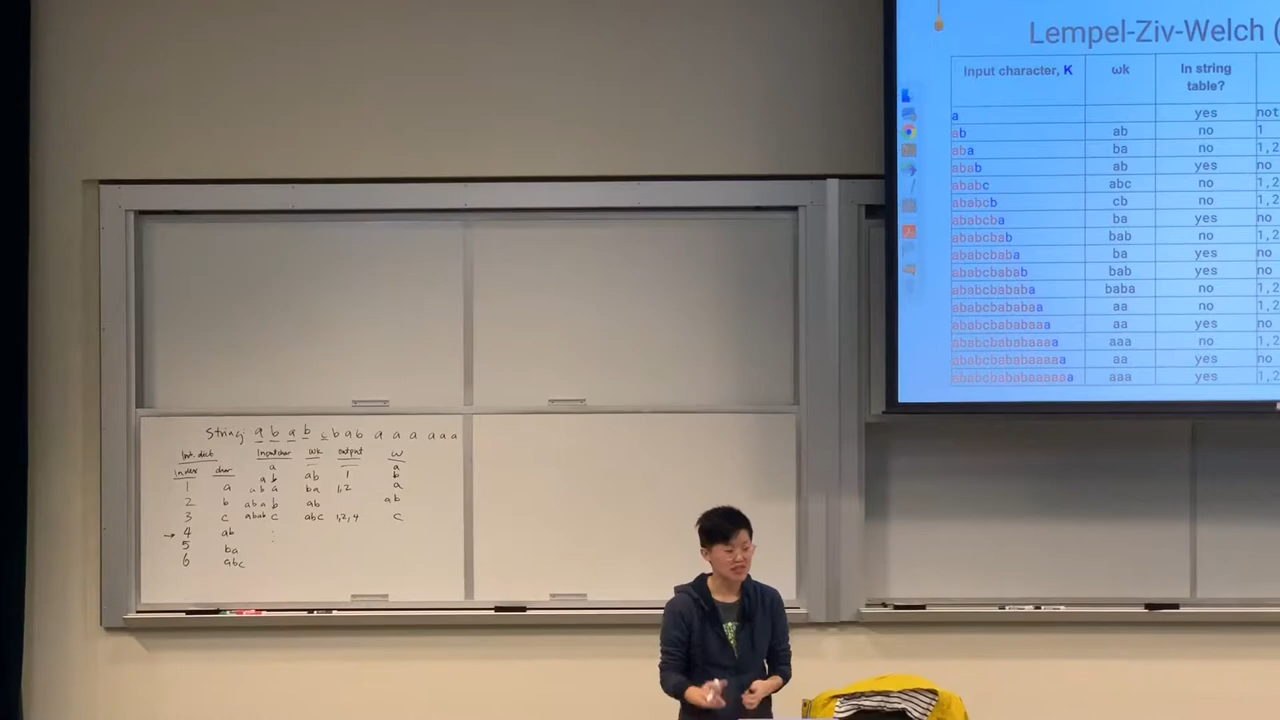 Lempel-Ziv-Welch (
Input character, K ωk In string table?
a yes not
ab ab no 1
aba ba no 1,2
abab ab yes no
ababc abc no 1,2
ababcb cb no 1,2
ababcba ba yes no
ababcbab bab no 1,2
ababcbaba ba yes no
ababcbabab bab yes no
ababcbababa baba no 1,2
ababcbababaa aa no 1,2
ababcbababaaa aa yes no
ababcbababaaaa aaa no 1,2
ababcbababaaaaa aa yes no
ababcbababaaaaaa aaa yes 1,2
String: a b a b c b a b a a a a a a
Int. dict Input char wk output w
index char a a
1 a a b ab 1 b
a b a ba 1,2 a
2 b a b a b ab ab
3 c abab c abc 1,2,4 c
→ 4 ab :
5 ba
6 abc